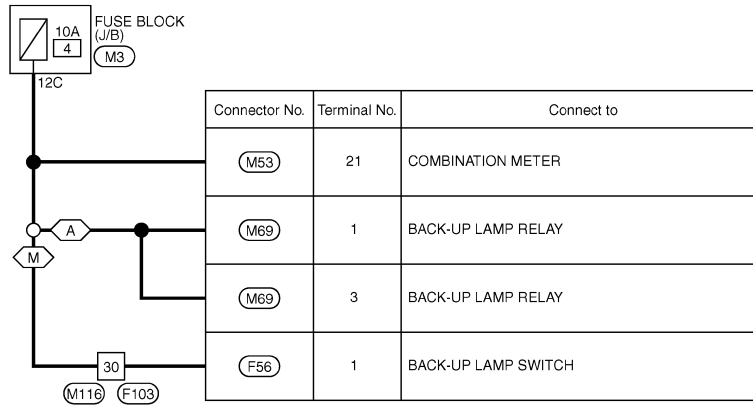 FUSE BLOCK
(J/B)
10A
4
M3
12C
Connector No. Terminal No. Connect to
M53 21 COMBINATION METER
A
M69 1 BACK-UP LAMP RELAY
M
M69 3 BACK-UP LAMP RELAY
30
F56 1 BACK-UP LAMP SWITCH
M116 F103